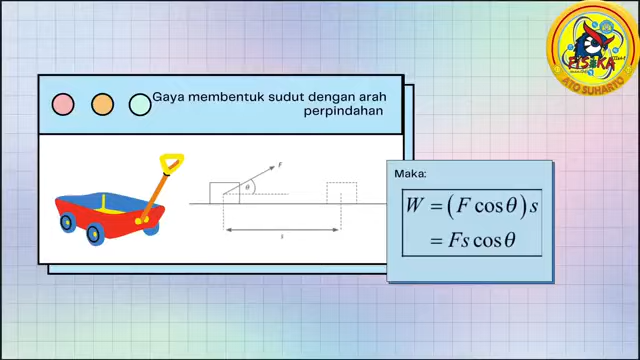 FISIKA
ATO SUHARTO
Gaya membentuk sudut dengan arah
perpindahan
F
θ
s
Maka:
W = (F cos θ) s
= Fs cos θ